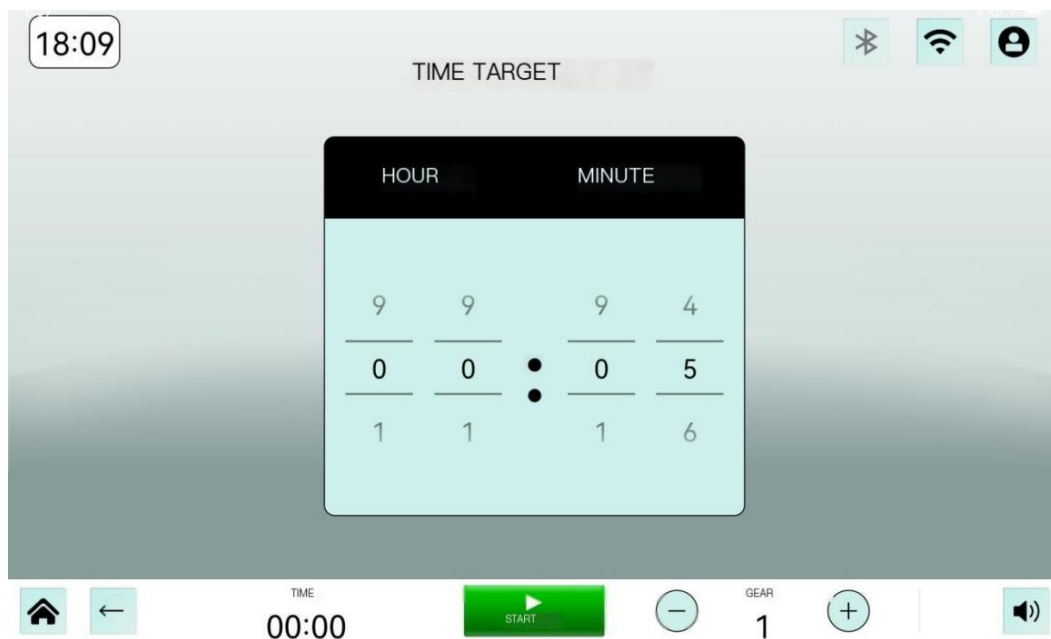 18:09
TIME TARGET
HOUR MINUTE
9 9 9 4
0 0 : 0 5
1 1 1 6
TIME GEAR
00:00 START 1